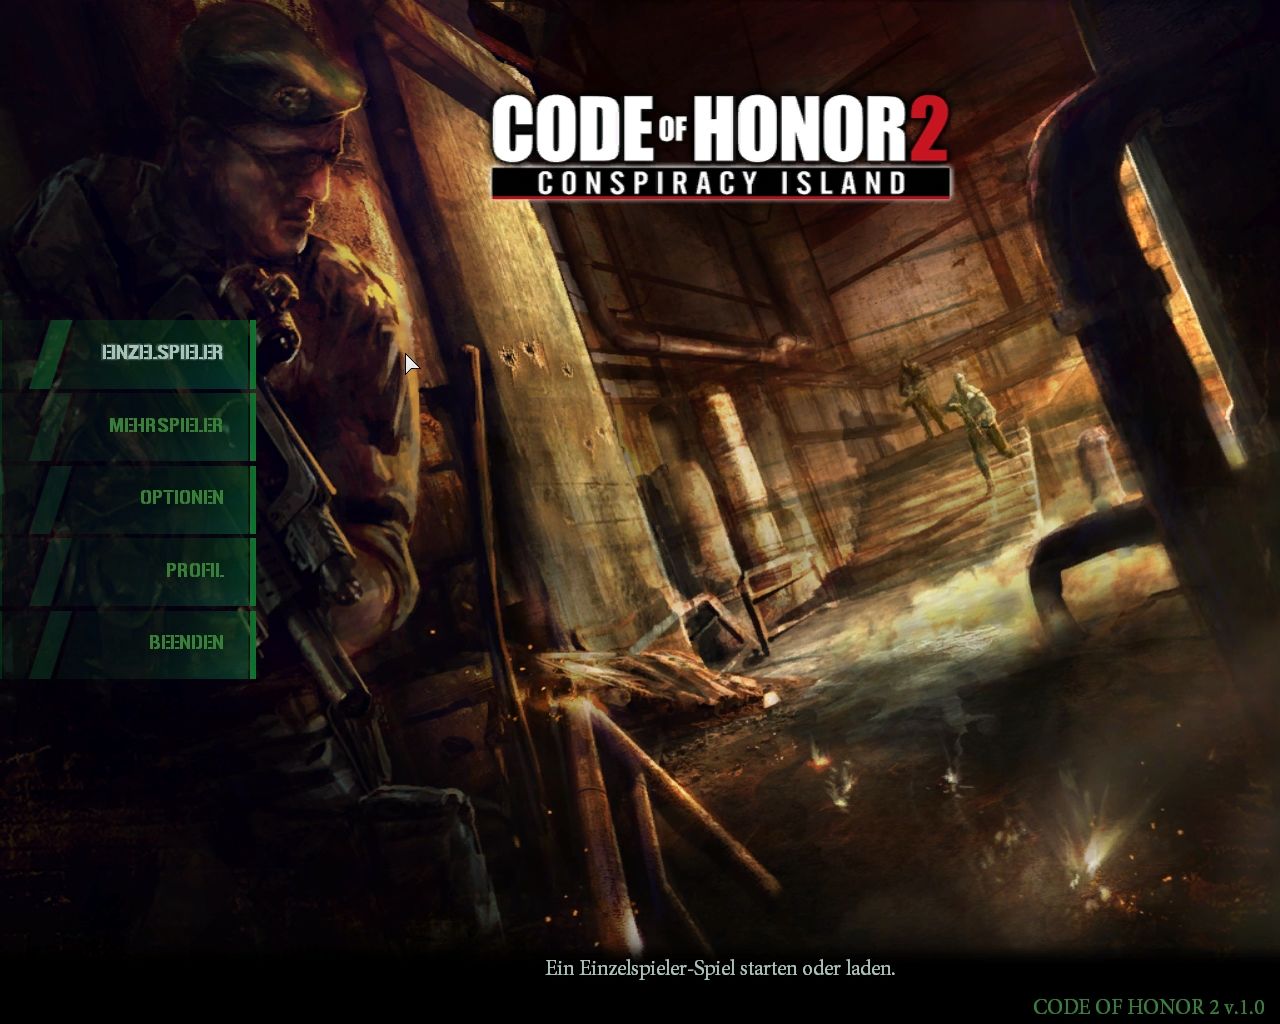 CODE OF HONOR 2
CONSPIRACY ISLAND
EINZELSPIELER
MEHRSPIELER
OPTIONEN
PROFIL
BEENDEN
Ein Einzelspieler-Spiel starten oder laden.
CODE OF HONOR 2 v.1.0